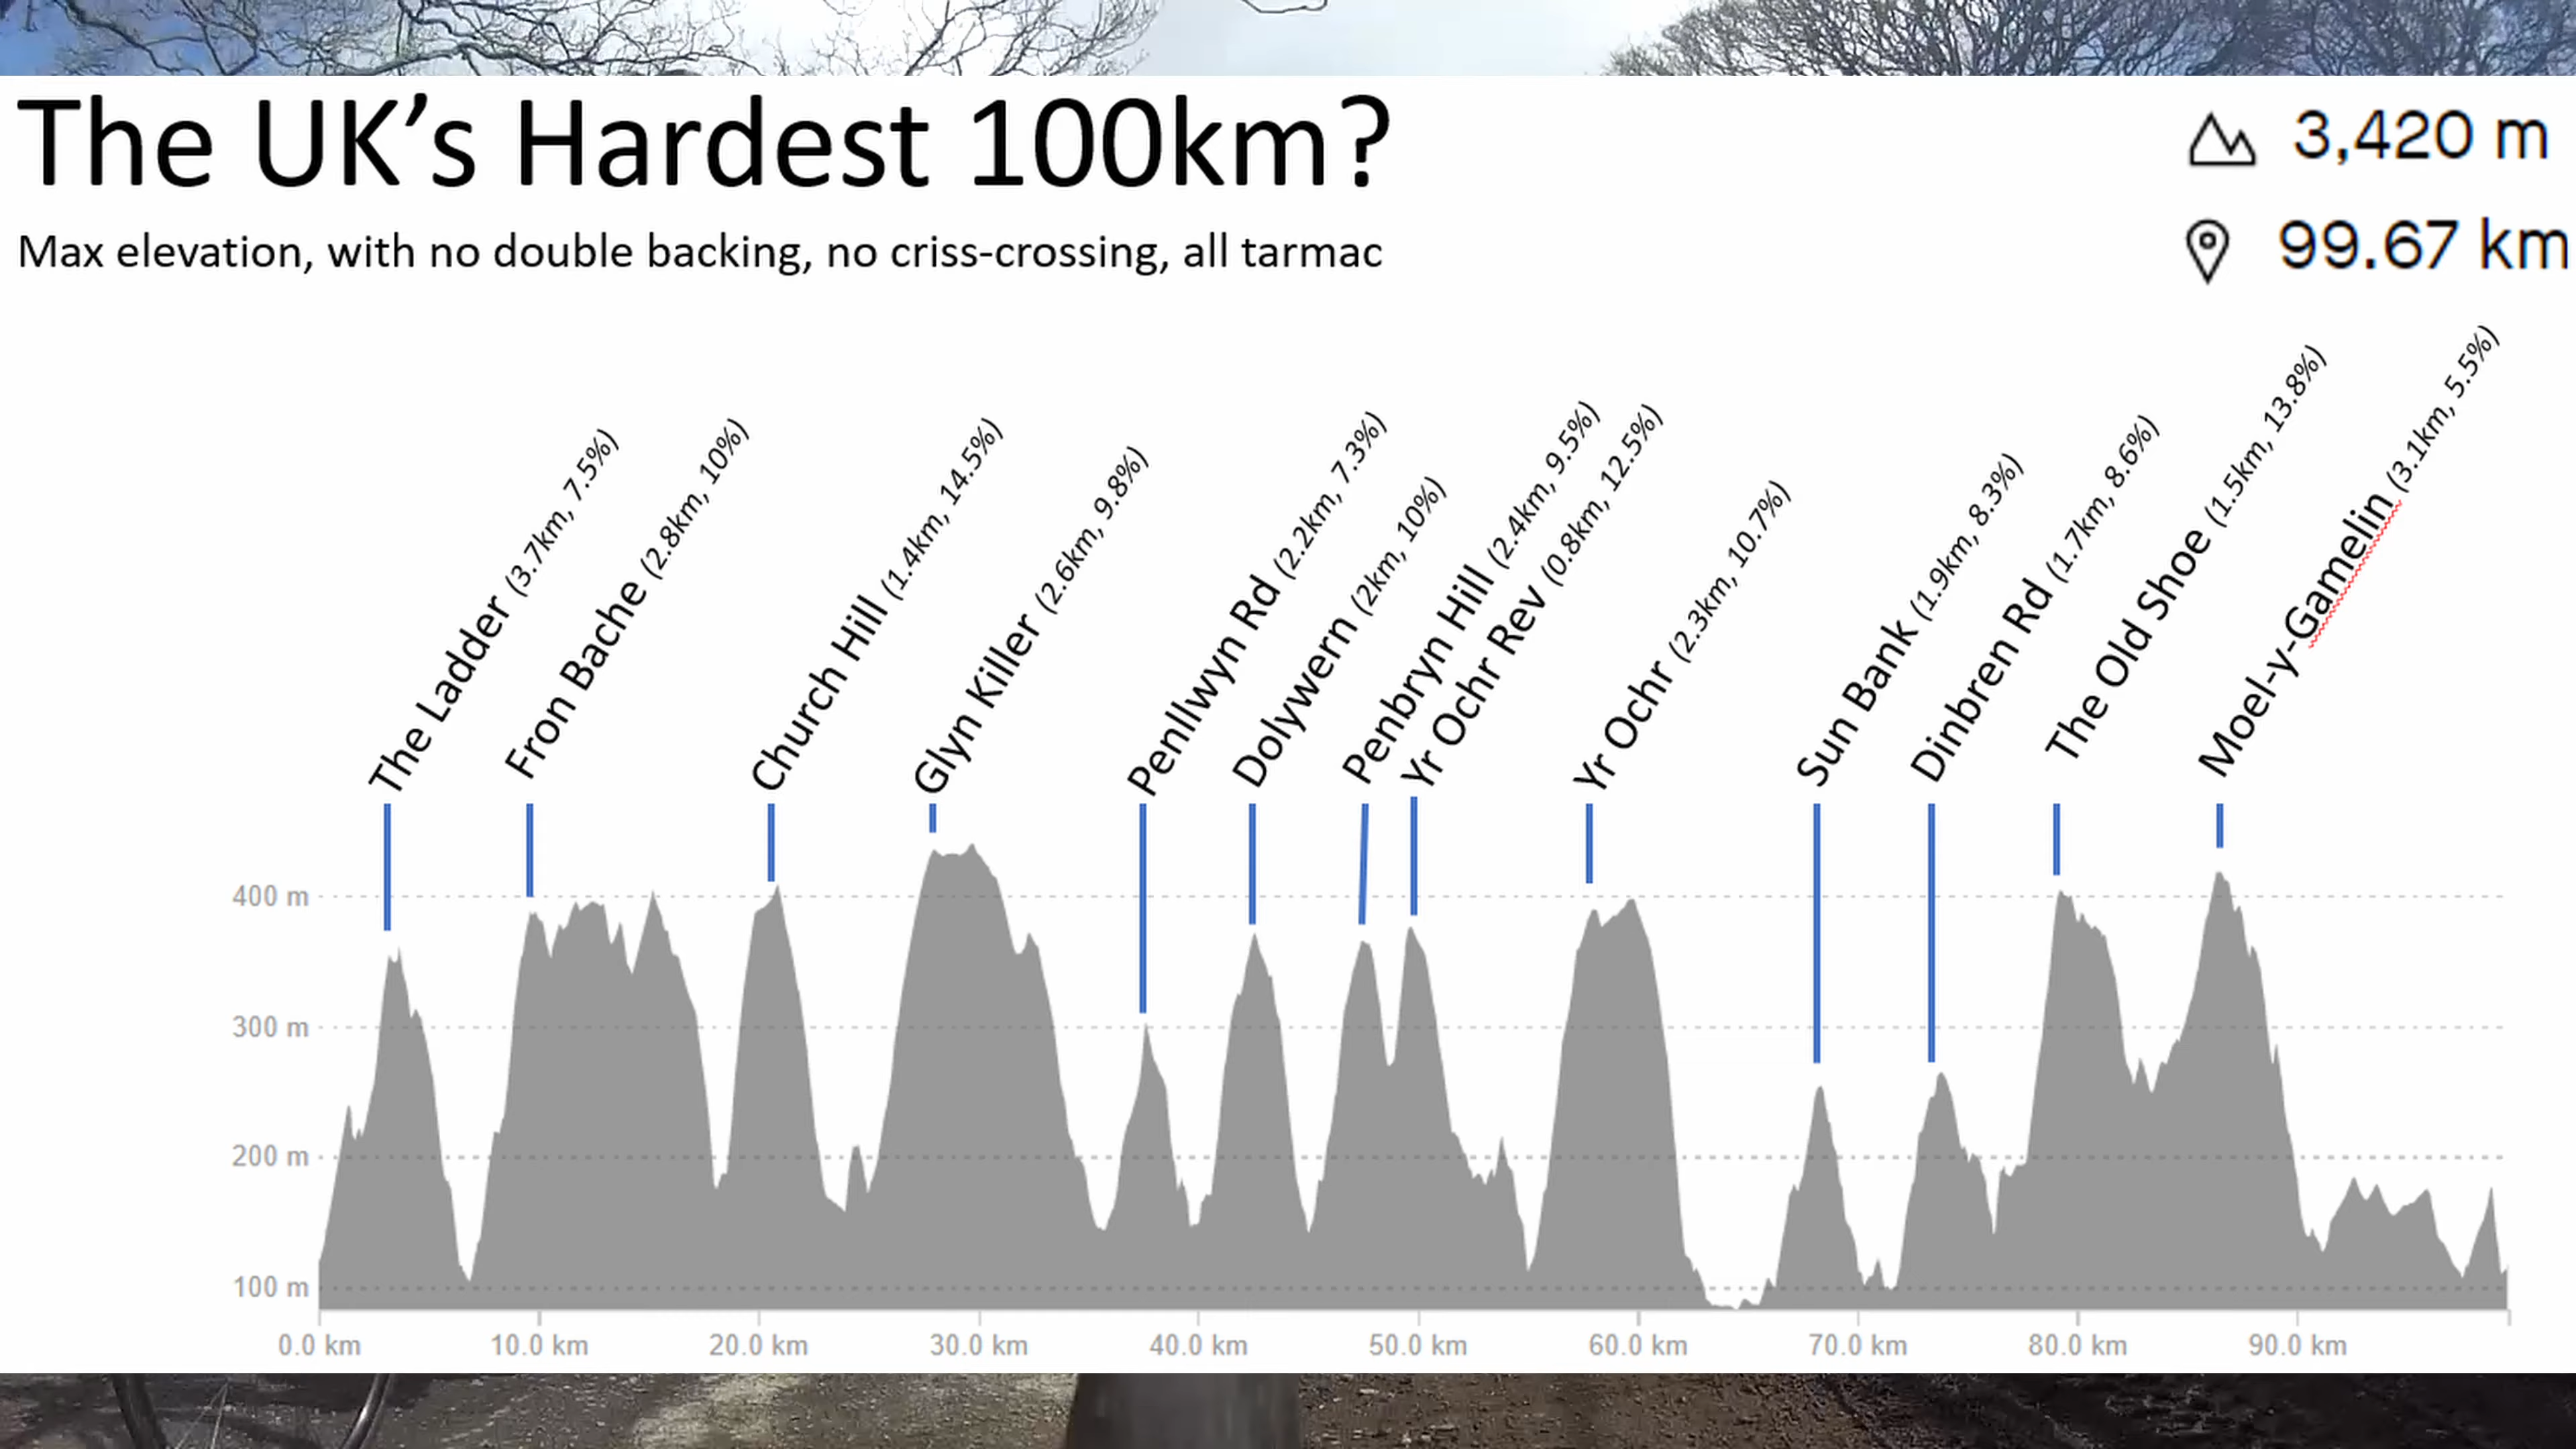 The UK’s Hardest 100km?
Max elevation, with no double backing, no criss-crossing, all tarmac
3,420 m
99.67 km
The Ladder (3.7km, 7.5%)
Fron Bache (2.8km, 10%)
Church Hill (1.4km, 14.5%)
Glyn Killer (2.6km, 9.8%)
Penllwyn Rd (2.2km, 7.3%)
Dolywern (2km, 10%)
Penbryn Hill (2.4km, 9.5%)
Yr Ochr Rev (0.8km, 12.5%)
Yr Ochr (2.3km, 10.7%)
Sun Bank (1.9km, 8.3%)
Dinbren Rd (1.7km, 8.6%)
The Old Shoe (1.5km, 13.8%)
Moel-y-Gamelin (3.1km, 5.5%)
400 m
300 m
200 m
100 m
0.0 km 10.0 km 20.0 km 30.0 km 40.0 km 50.0 km 60.0 km 70.0 km 80.0 km 90.0 km